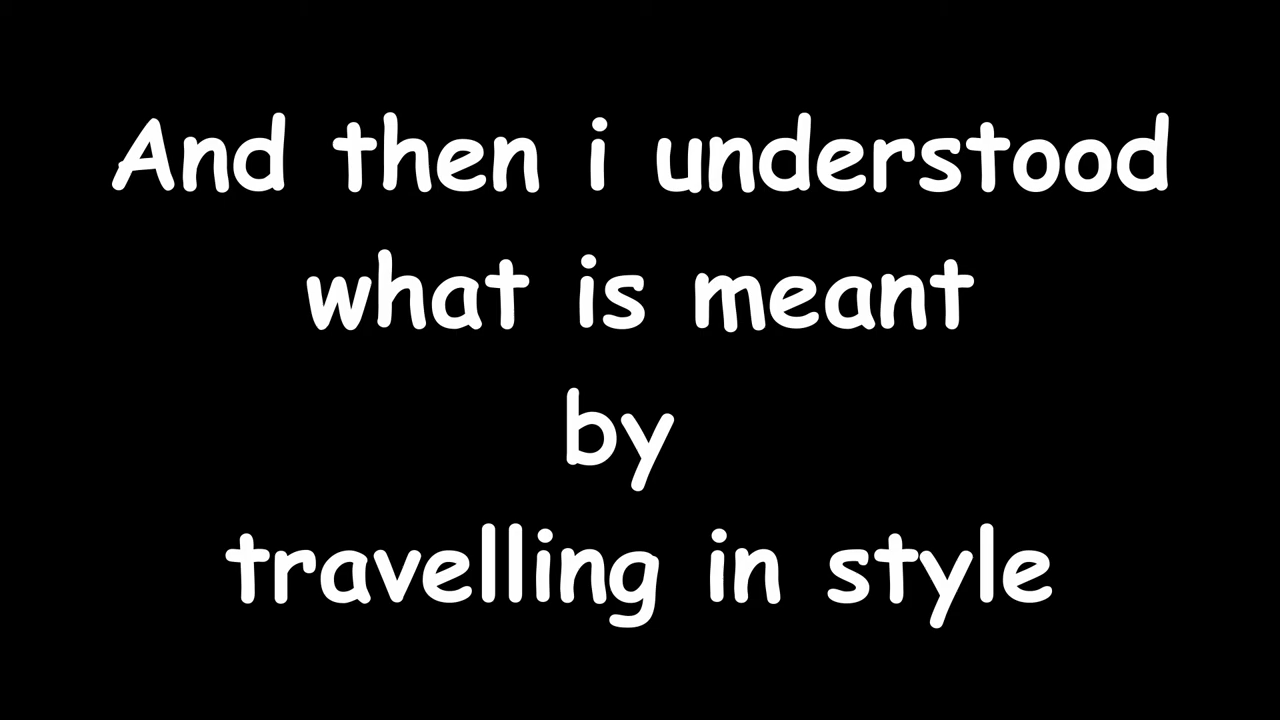 And then i understood
what is meant
by
travelling in style